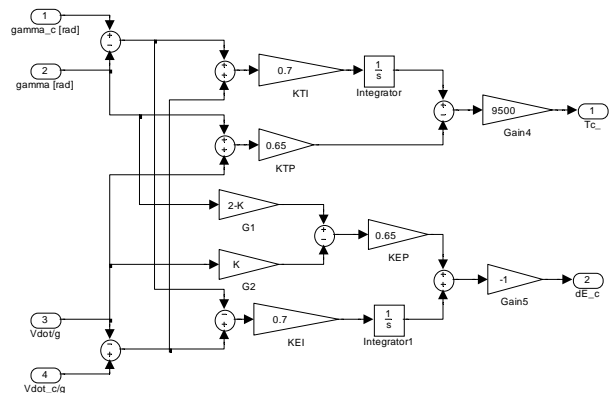 1
gamma_c [rad]
2
gamma [rad]
+
−
+
+
0.7
KTI
1
s
Integrator
+
−
9500
Gain4
1
Tc_
+
+
0.65
KTP
2-K
G1
+
−
0.65
KEP
K
G2
+
+
-1
Gain5
2
dE_c
3
Vdot/g
−
+
−
+
0.7
KEI
1
s
Integrator1
4
Vdot_c/g